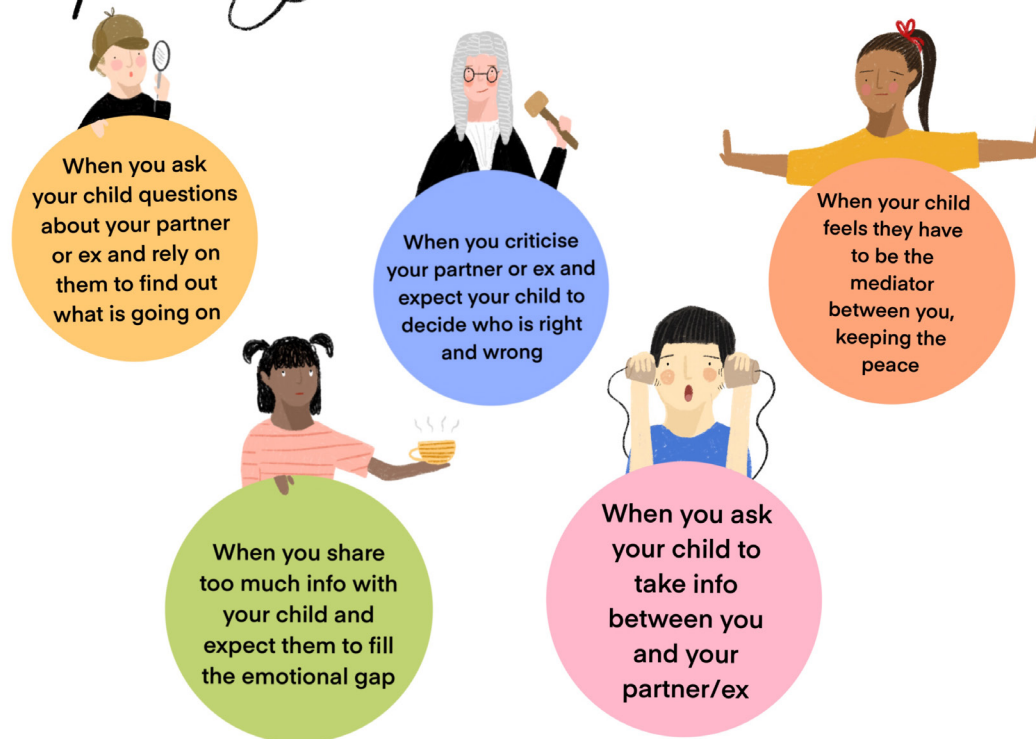 When you ask
your child questions
about your partner
or ex and rely on
them to find out
what is going on
When you criticise
your partner or ex and
expect your child to
decide who is right
and wrong
When your child
feels they have
to be the
mediator
between you,
keeping the
peace
When you share
too much info with
your child and
expect them to fill
the emotional gap
When you ask
your child to
take info
between you
and your
partner/ex